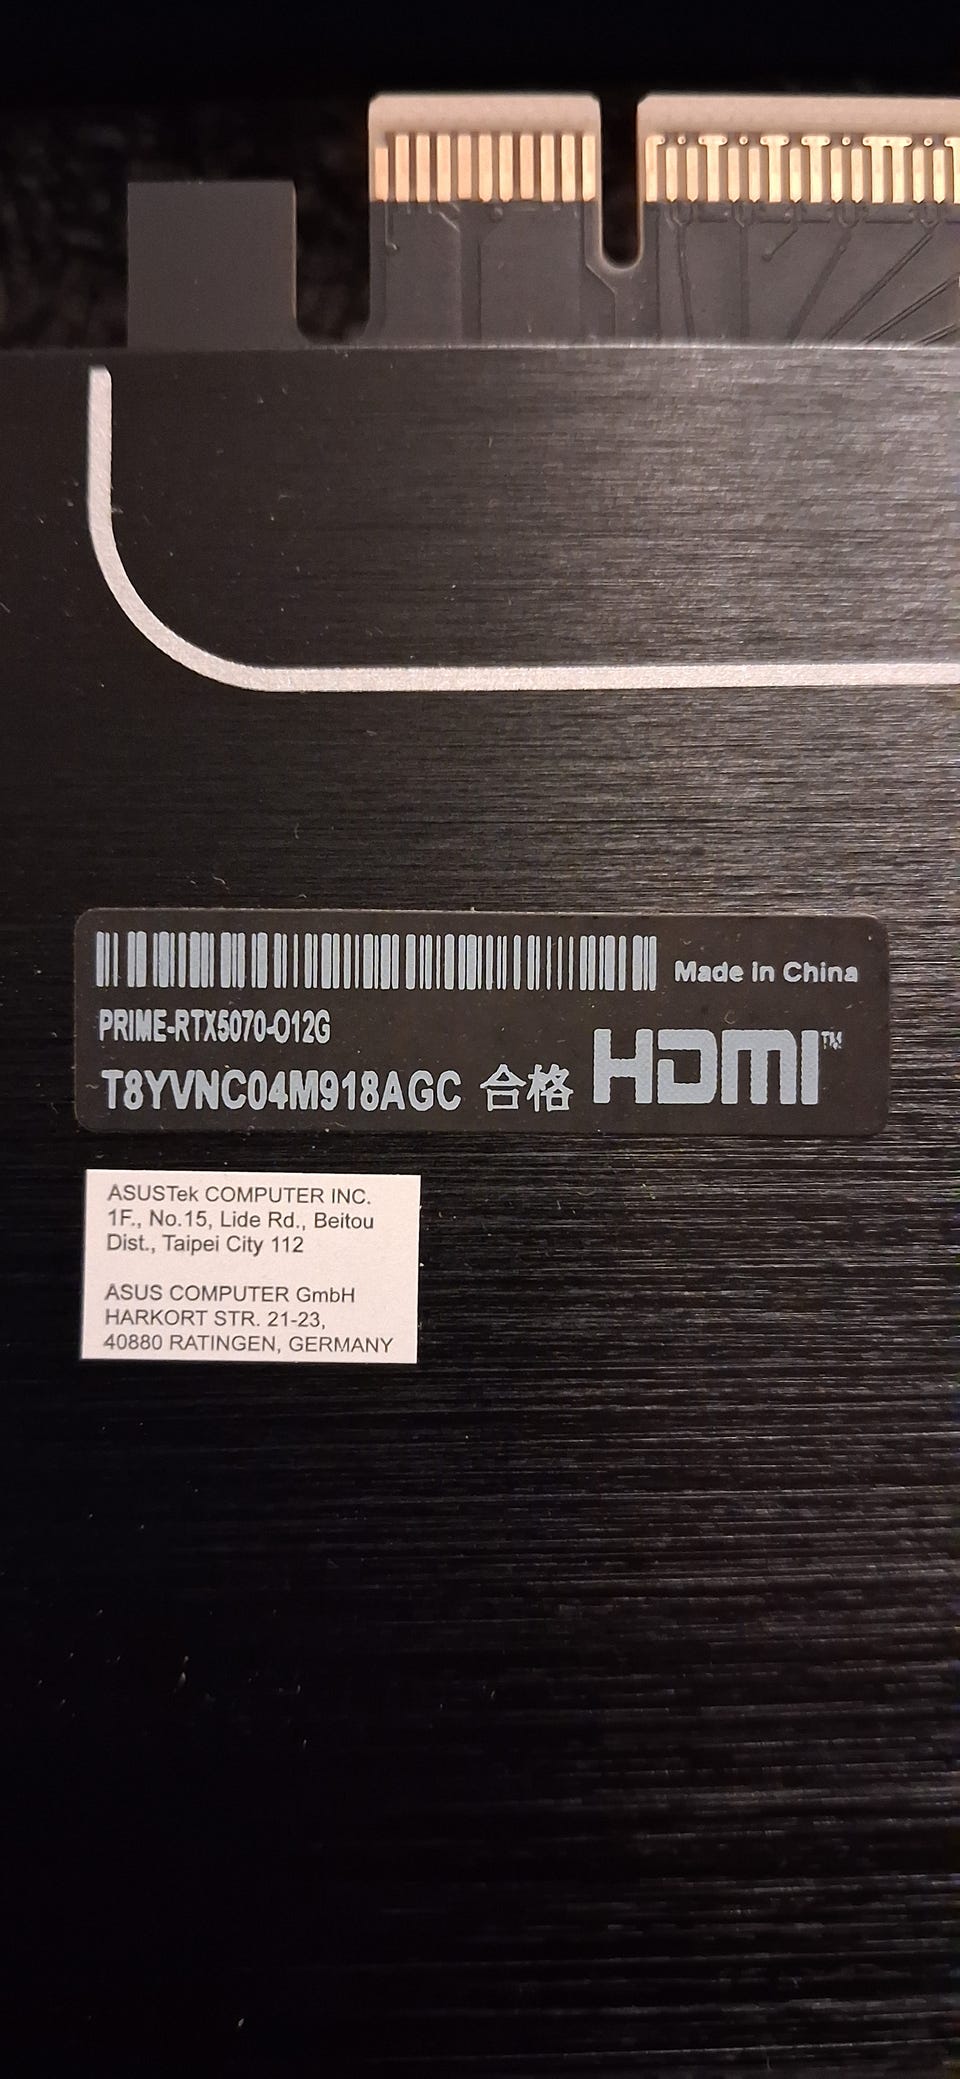 Made in China
PRIME-RTX5070-O12G
T8YVNC04M918AGC 合格 HDMI™
ASUSTek COMPUTER INC.
1F., No.15, Lide Rd., Beitou
Dist., Taipei City 112
ASUS COMPUTER GmbH
HARKORT STR. 21-23,
40880 RATINGEN, GERMANY